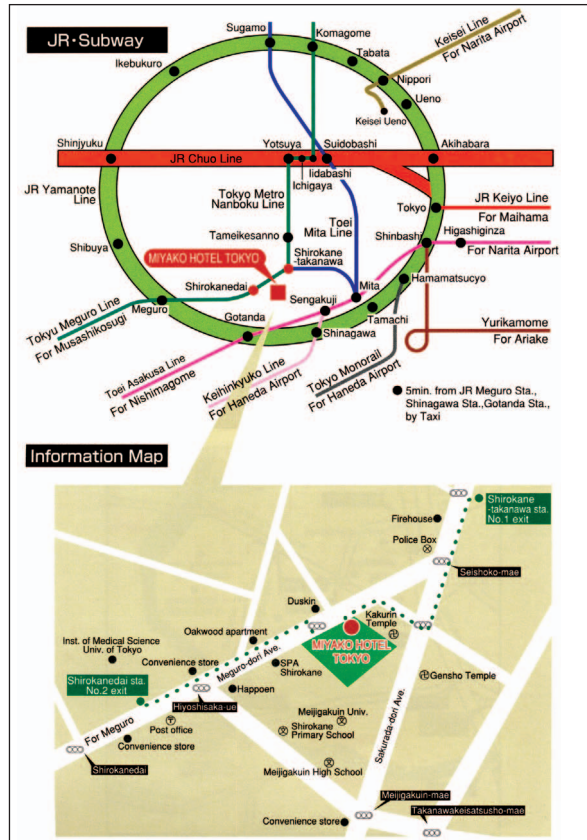 JR・Subway
Sugamo
Komagome
Tabata
Keisei Line
For Narita Airport
Ikebukuro
Nippori
Ueno
Keisei Ueno
Shinjyuku
Yotsuya
Suidobashi
Akihabara
JR Chuo Line
Iidabashi
Ichigaya
JR Yamanote
Line
Tokyo Metro
Nanboku Line
Toei
Mita Line
Tokyo
JR Keiyo Line
For Maihama
Tameikesanno
Shinbashi
Higashiginza
For Narita Airport
Shibuya
MIYAKO HOTEL TOKYO
Shirokane
-takanawa
Shirokanedai
Hamamatsucyo
Meguro
Sengakuji
Mita
Tokyu Meguro Line
For Musashikosugi
Gotanda
Tamachi
Shinagawa
Yurikamome
For Ariake
Toei Asakusa Line
For Nishimagome
Keihinkyuko Line
For Haneda Airport
Tokyo Monorail
For Haneda Airport
5min. from JR Meguro Sta.,
Shinagawa Sta.,Gotanda Sta.,
by Taxi
Information Map
Shirokane
-takanawa sta.
No.1 exit
Firehouse
Police Box
Seishoko-mae
Duskin
Kakurin
Temple
MIYAKO HOTEL
TOKYO
Oakwood apartment
Inst. of Medical Science
Univ. of Tokyo
Meguro-dori Ave.
Convenience store
SPA
Shirokane
Gensho Temple
Shirokanedai sta.
No.2 exit
Happoen
Hiyoshisaka-ue
Meijigakuin Univ.
Sakurada-dori Ave.
Post office
Shirokane
Primary School
For Meguro
Convenience store
Shirokanedai
Meijigakuin High School
Meijigakuin-mae
Takanawakeisatsusho-mae
Convenience store